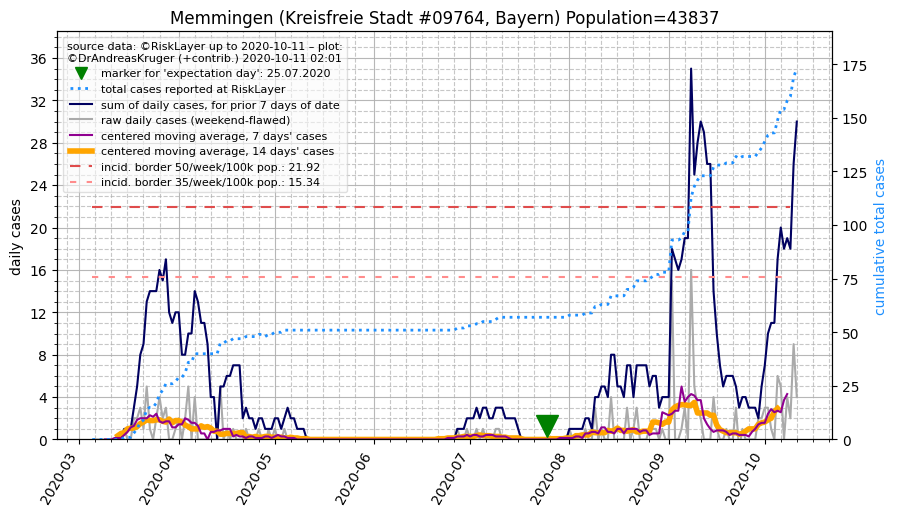 Memmingen (Kreisfreie Stadt #09764, Bayern) Population=43837
source data: ©RiskLayer up to 2020-10-11 – plot:
©DrAndreasKruger (+contrib.) 2020-10-11 02:01
marker for 'expectation day': 25.07.2020
total cases reported at RiskLayer
sum of daily cases, for prior 7 days of date
raw daily cases (weekend-flawed)
centered moving average, 7 days' cases
centered moving average, 14 days' cases
incid. border 50/week/100k pop.: 21.92
incid. border 35/week/100k pop.: 15.34
daily cases
36
32
28
24
20
16
12
8
4
0
cumulative total cases
175
150
125
100
75
50
25
0
2020-03
2020-04
2020-05
2020-06
2020-07
2020-08
2020-09
2020-10